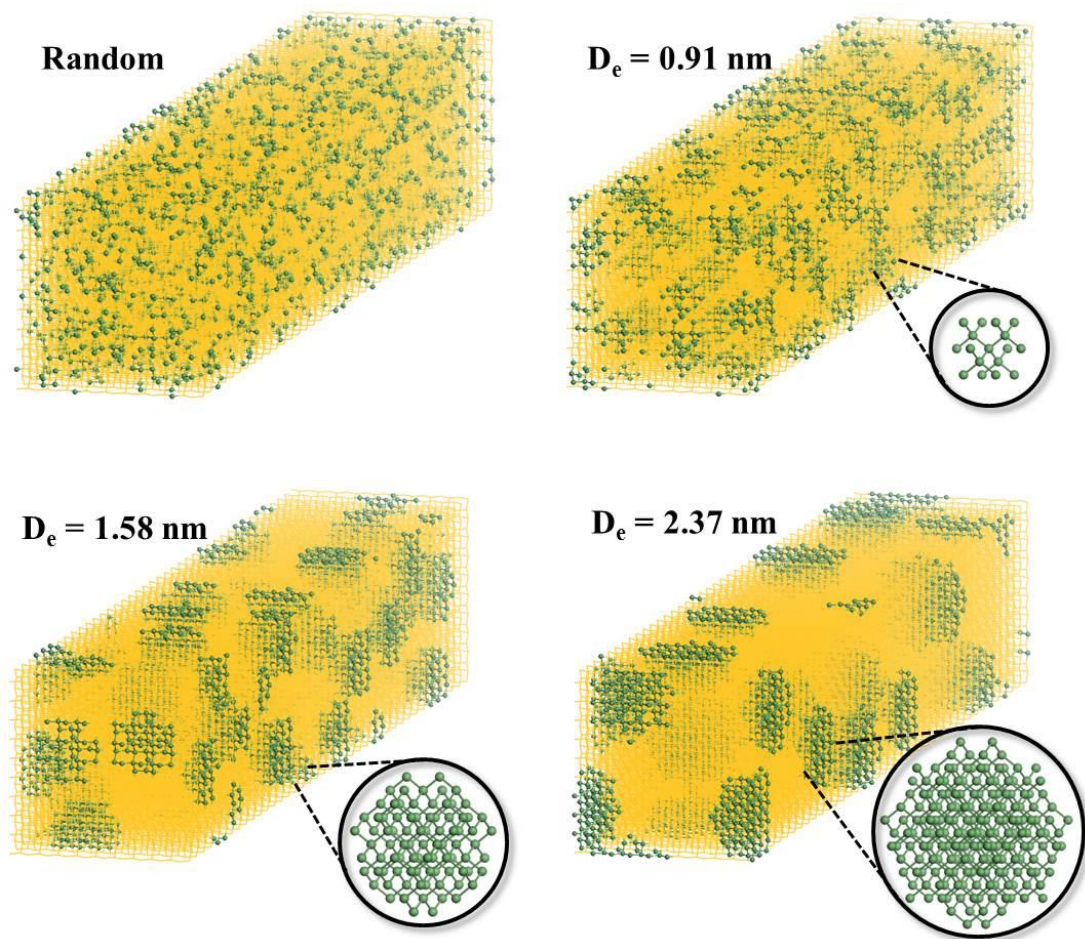 Random
Dₑ = 0.91 nm
Dₑ = 1.58 nm
Dₑ = 2.37 nm